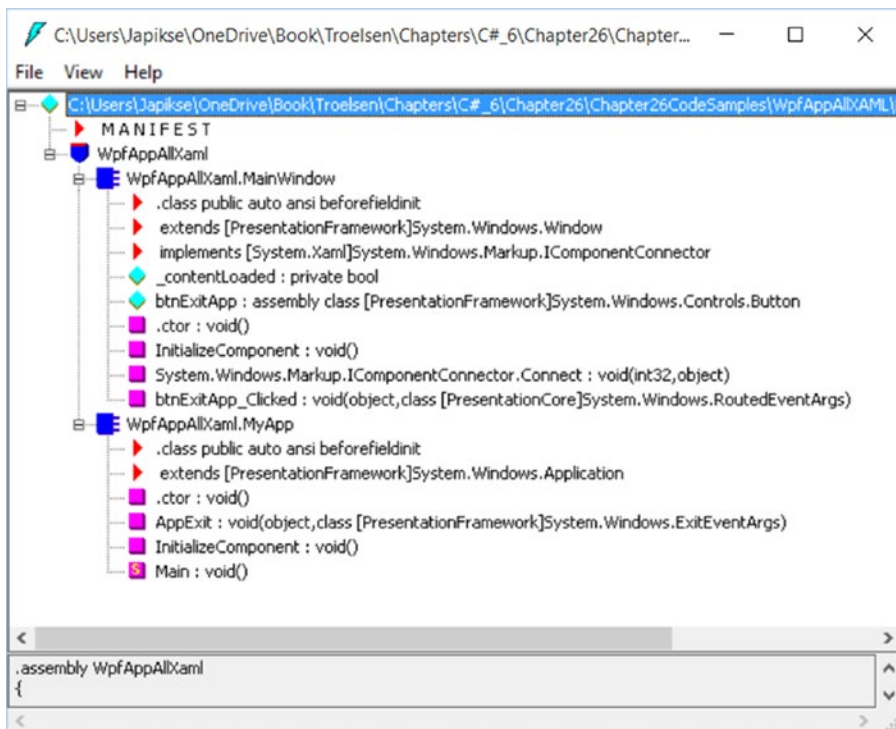 C:\Users\Japikse\OneDrive\Book\Troelsen\Chapters\C#_6\Chapter26\Chapter...
File View Help
C:\Users\Japikse\OneDrive\Book\Troelsen\Chapters\C#_6\Chapter26\Chapter26CodeSamples\WpfAppAllXAML\
M A N I F E S T
WpfAppAllXaml
WpfAppAllXaml.MainWindow
.class public auto ansi beforefieldinit
extends [PresentationFramework]System.Windows.Window
implements [System.Xaml]System.Windows.Markup.IComponentConnector
_contentLoaded : private bool
btnExitApp : assembly class [PresentationFramework]System.Windows.Controls.Button
.ctor : void()
InitializeComponent : void()
System.Windows.Markup.IComponentConnector.Connect : void(int32,object)
btnExitApp_Clicked : void(object,class [PresentationCore]System.Windows.RoutedEventArgs)
WpfAppAllXaml.MyApp
.class public auto ansi beforefieldinit
extends [PresentationFramework]System.Windows.Application
.ctor : void()
AppExit : void(object,class [PresentationFramework]System.Windows.ExitEventArgs)
InitializeComponent : void()
S Main : void()
.assembly WpfAppAllXaml
{